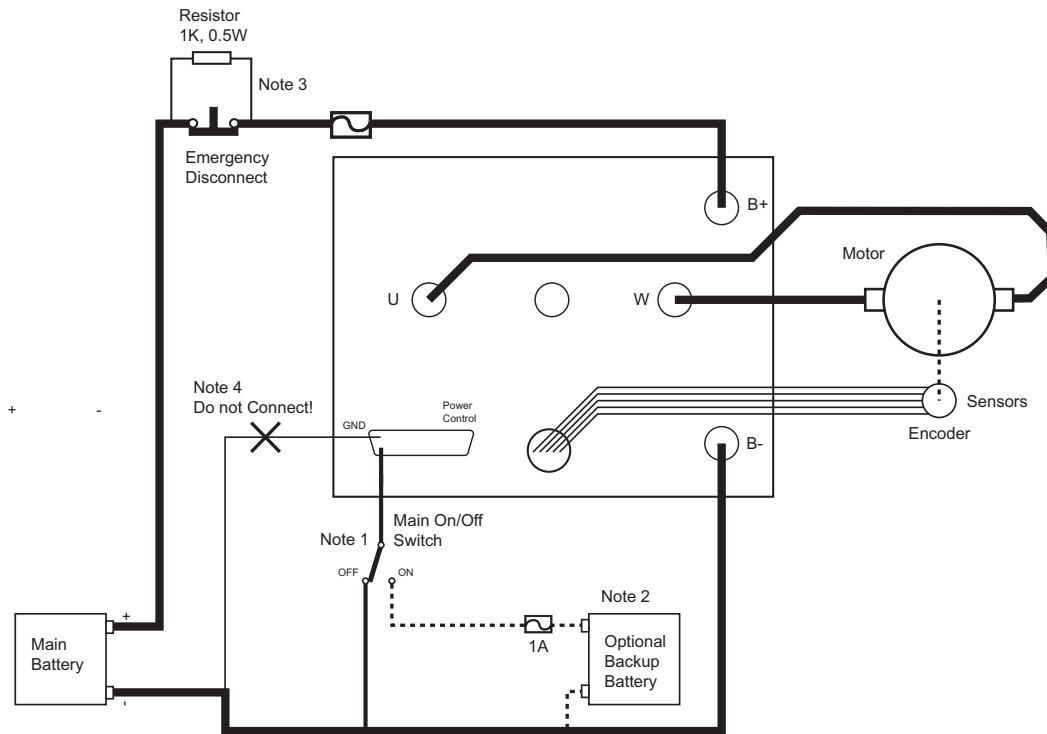 Resistor
1K, 0.5W
Note 3
Emergency
Disconnect
B+
Motor
U
W
Note 4
Do not Connect!
+
-
Power
Control
GND
Sensors
Encoder
B-
Note 1
Main On/Off
Switch
OFF
ON
Note 2
1A
Optional
Backup
Battery
+
Main
Battery
-